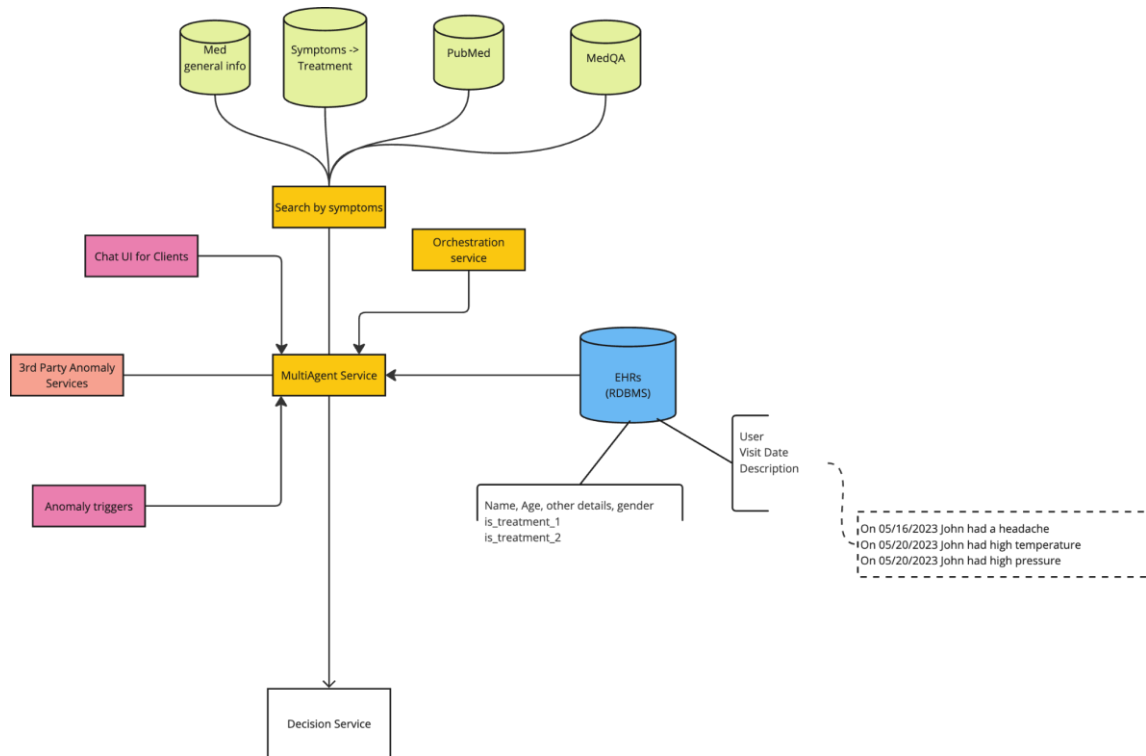 Med
general info
Symptoms ->
Treatment
PubMed
MedQA
Search by symptoms
Orchestration
service
Chat UI for Clients
3rd Party Anomaly
Services
MultiAgent Service
EHRs
(RDBMS)
User
Visit Date
Description
Anomaly triggers
Name, Age, other details, gender
is_treatment_1
is_treatment_2
On 05/16/2023 John had a headache
On 05/20/2023 John had high temperature
On 05/20/2023 John had high pressure
Decision Service